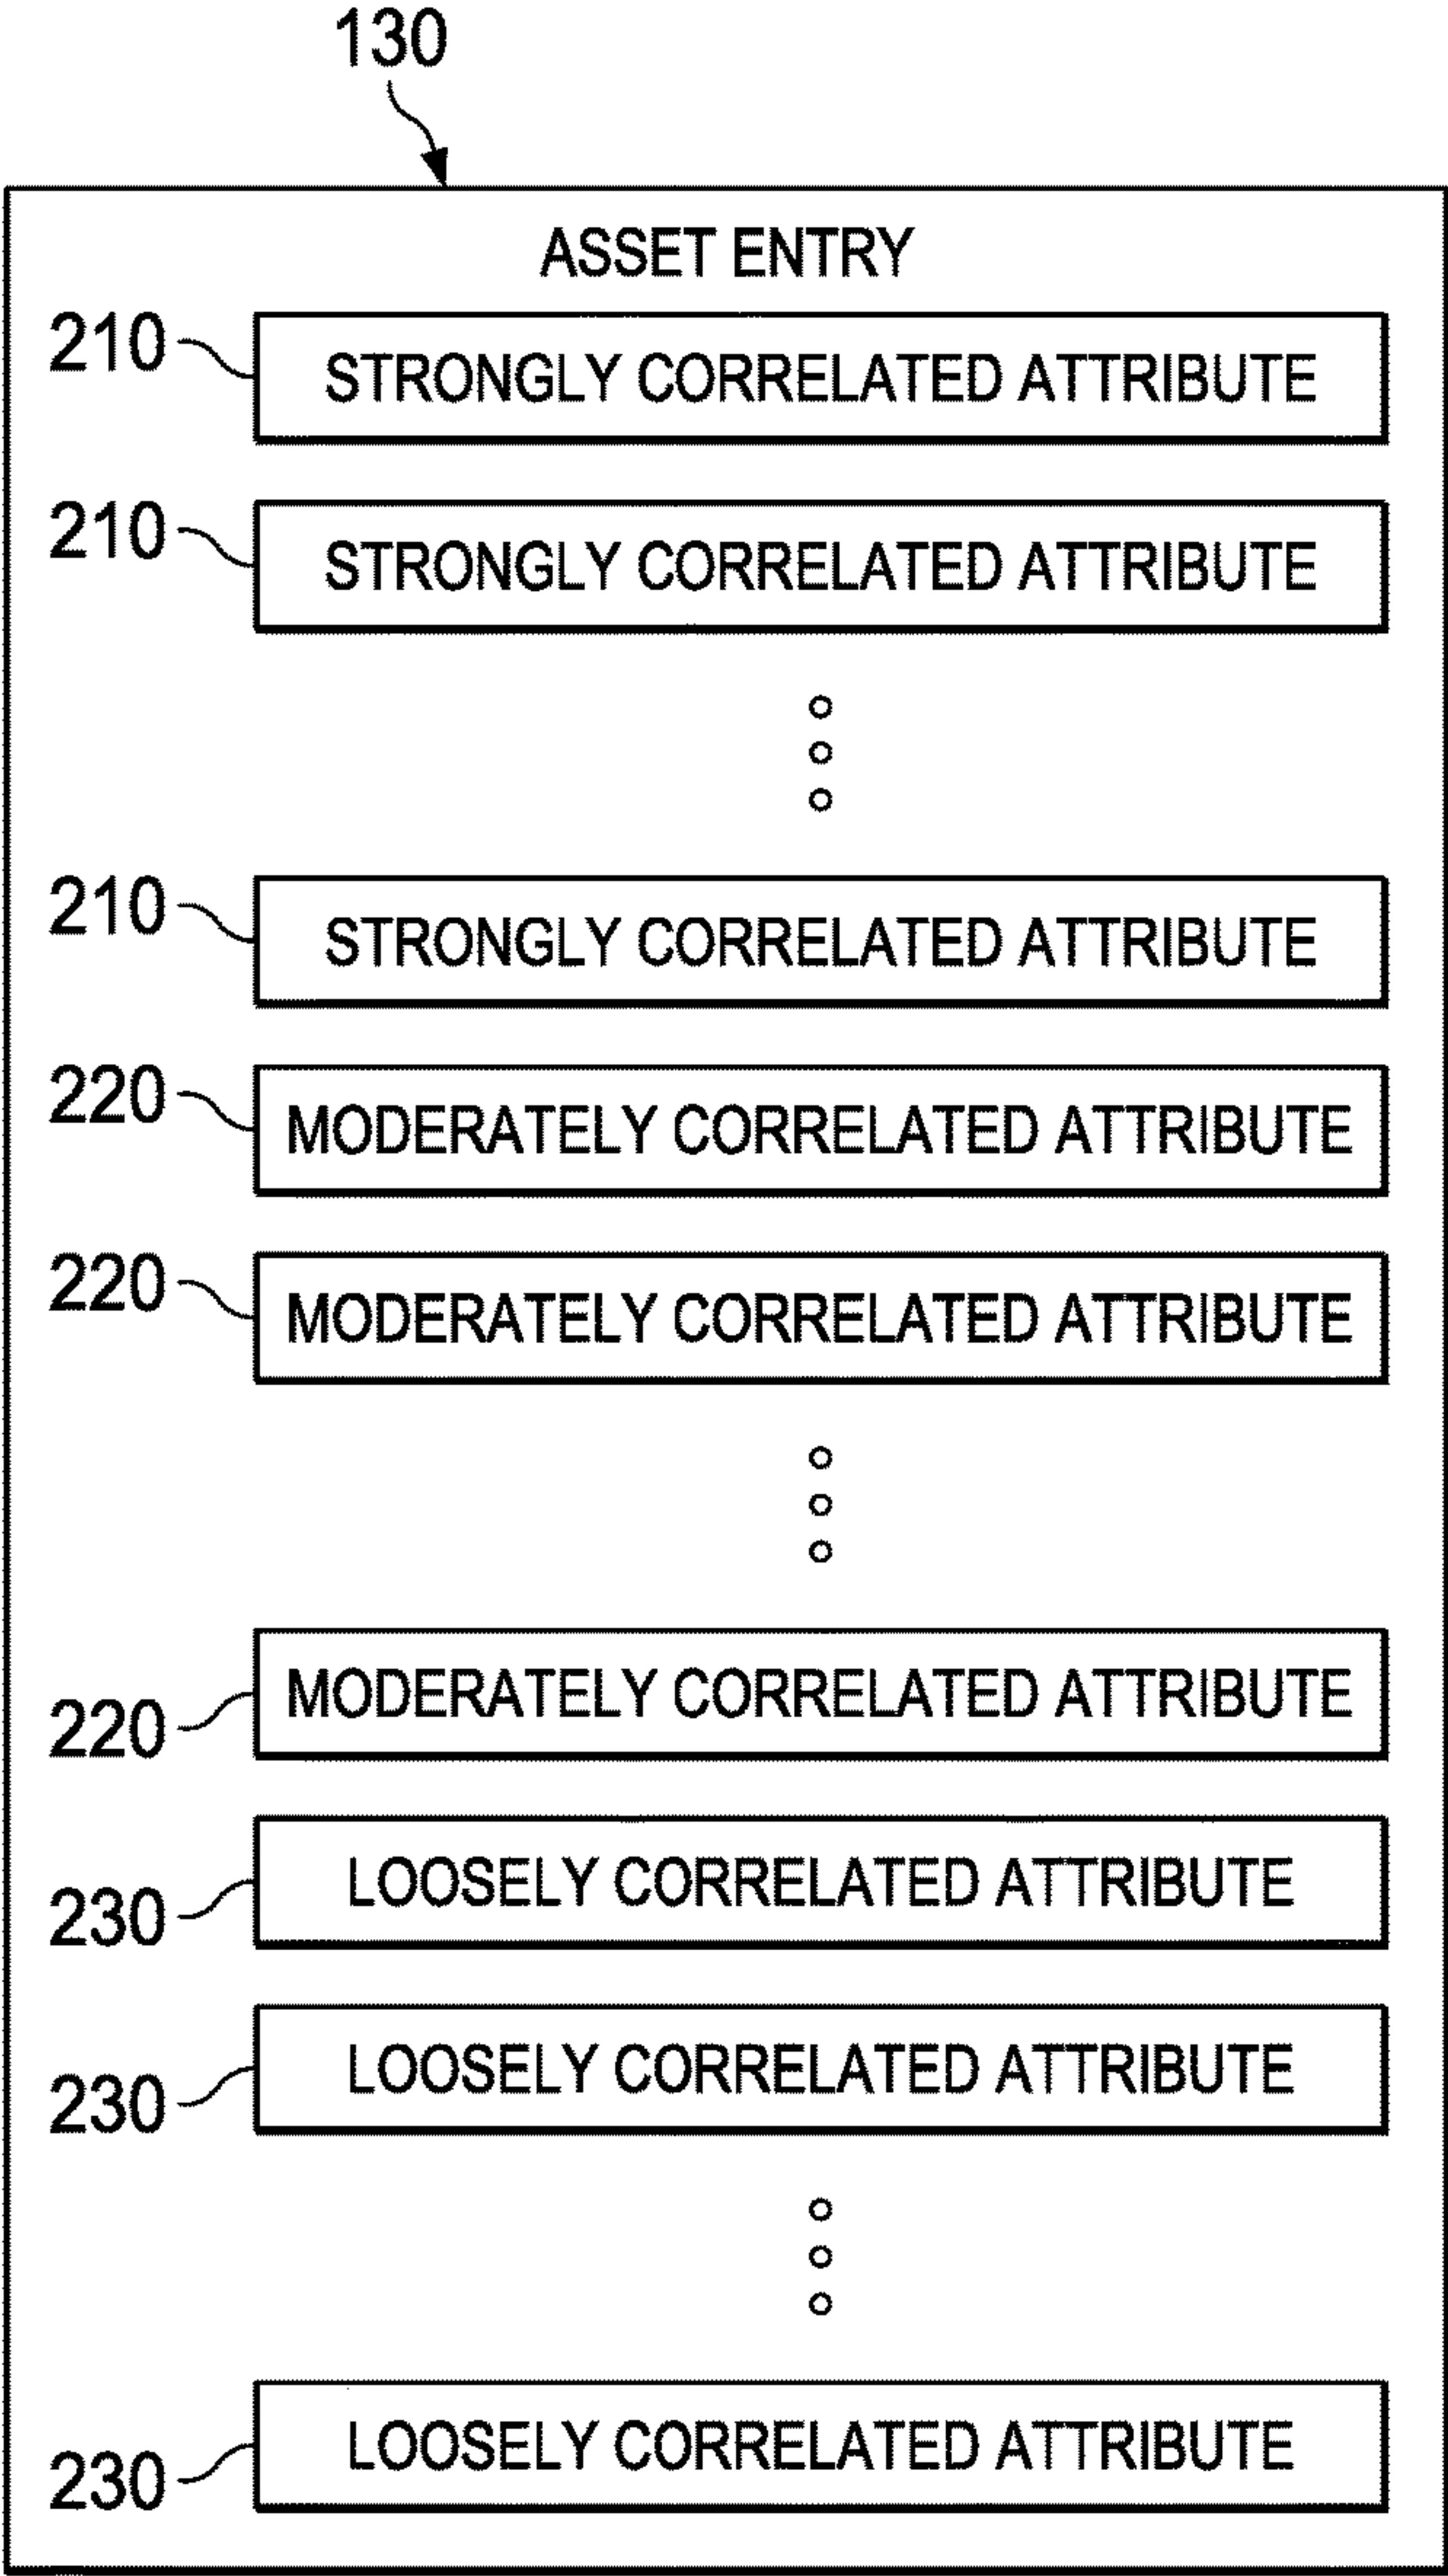 130
ASSET ENTRY
210 STRONGLY CORRELATED ATTRIBUTE
210 STRONGLY CORRELATED ATTRIBUTE
210 STRONGLY CORRELATED ATTRIBUTE
220 MODERATELY CORRELATED ATTRIBUTE
220 MODERATELY CORRELATED ATTRIBUTE
220 MODERATELY CORRELATED ATTRIBUTE
230 LOOSELY CORRELATED ATTRIBUTE
230 LOOSELY CORRELATED ATTRIBUTE
230 LOOSELY CORRELATED ATTRIBUTE